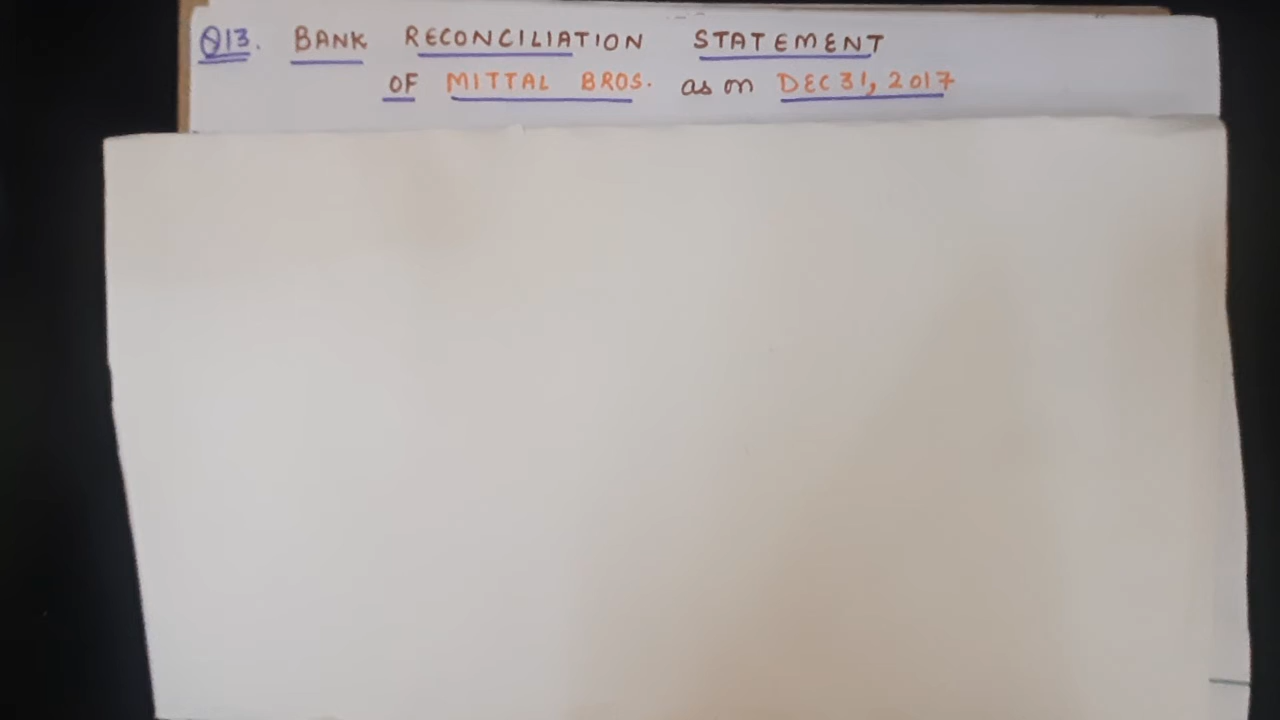 Q13. BANK RECONCILIATION STATEMENT
OF MITTAL BROS. as on DEC 31, 2017